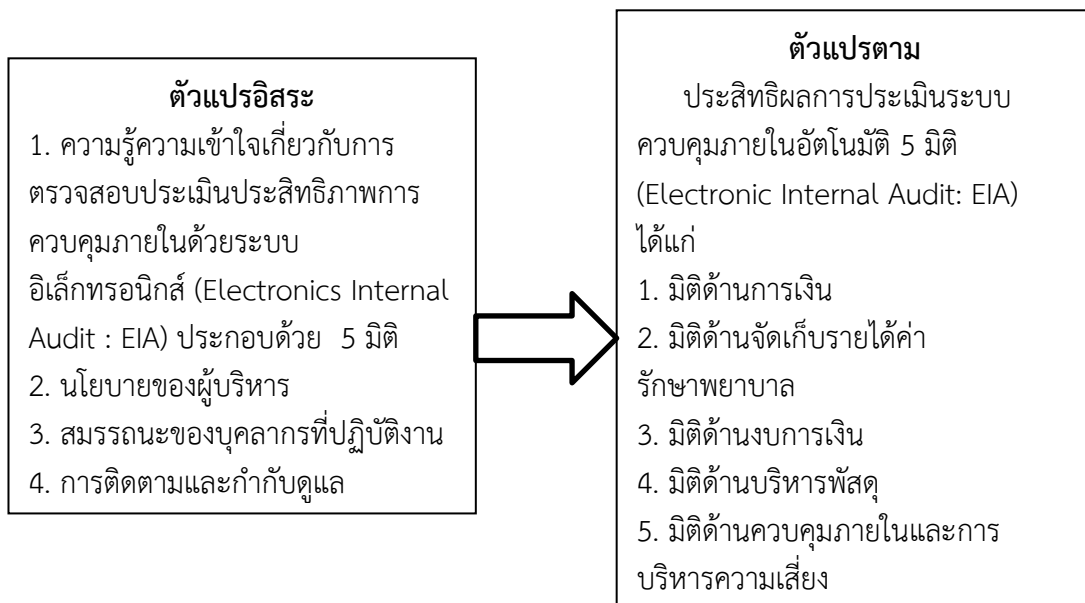 ตัวแปรอิสระ
1. ความรู้ความเข้าใจเกี่ยวกับการ
ตรวจสอบประเมินประสิทธิภาพการ
ควบคุมภายในด้วยระบบ
อิเล็กทรอนิกส์ (Electronics Internal
Audit : EIA) ประกอบด้วย 5 มิติ
2. นโยบายของผู้บริหาร
3. สมรรถนะของบุคลากรที่ปฏิบัติงาน
4. การติดตามและกำกับดูแล
ตัวแปรตาม
ประสิทธิผลการประเมินระบบ
ควบคุมภายในอัตโนมัติ 5 มิติ
(Electronic Internal Audit: EIA)
ได้แก่
1. มิติด้านการเงิน
2. มิติด้านจัดเก็บรายได้ค่า
รักษาพยาบาล
3. มิติด้านงบการเงิน
4. มิติด้านบริหารพัสดุ
5. มิติด้านควบคุมภายในและการ
บริหารความเสี่ยง